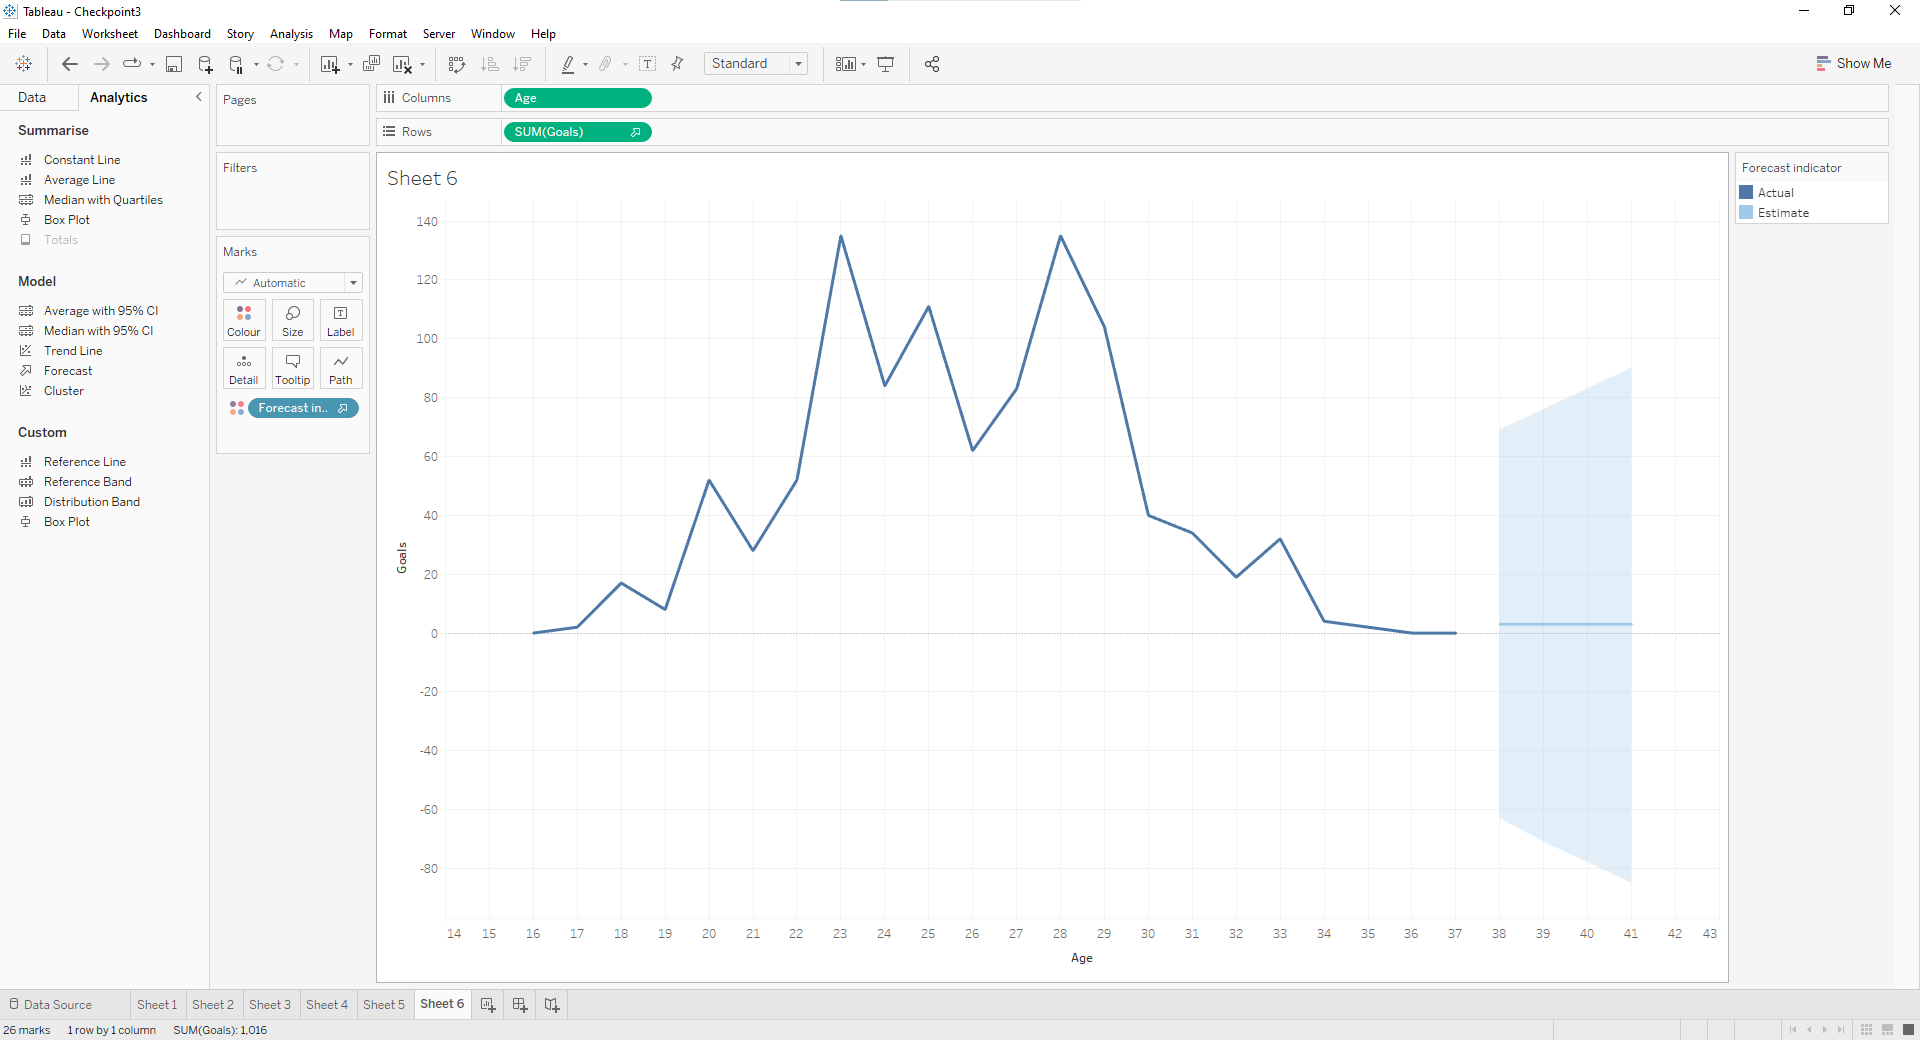 Tableau - Checkpoint3
File Data Worksheet Dashboard Story Analysis Map Format Server Window Help
Standard
Show Me
Data Analytics
Summarise
Constant Line
Average Line
Median with Quartiles
Box Plot
Totals
Model
Average with 95% CI
Median with 95% CI
Trend Line
Forecast
Cluster
Custom
Reference Line
Reference Band
Distribution Band
Box Plot
Pages
Filters
Marks
Automatic
Colour Size Label
Detail Tooltip Path
Forecast in..
Columns Age
Rows SUM(Goals)
Sheet 6
140
120
100
80
60
40
20
0
-20
-40
-60
-80
Goals
14 15 16 17 18 19 20 21 22 23 24 25 26 27 28 29 30 31 32 33 34 35 36 37 38 39 40 41 42 43
Age
Forecast indicator
Actual
Estimate
Data Source Sheet 1 Sheet 2 Sheet 3 Sheet 4 Sheet 5 Sheet 6
26 marks 1 row by 1 column SUM(Goals): 1,016